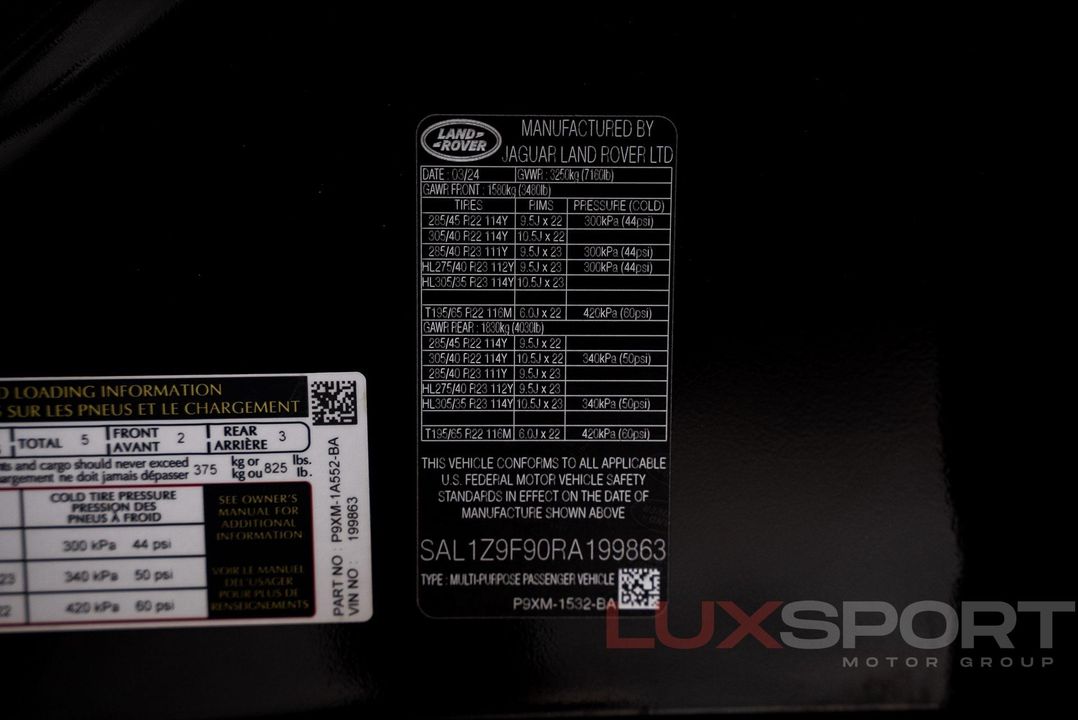 LAND ROVER
MANUFACTURED BY
JAGUAR LAND ROVER LTD
DATE : 03/24 GVWR : 3250kg (7160lb)
GAWR FRONT : 1580kg (3480lb)
TIRES RIMS PRESSURE (COLD)
285/45 R22 114Y 9.5J x 22 300kPa (44psi)
305/40 R22 114Y 10.5J x 22
285/40 R23 111Y 9.5J x 23 300kPa (44psi)
HL275/40 R23 112Y 9.5J x 23 300kPa (44psi)
HL305/35 R23 114Y 10.5J x 23
T195/65 R22 116M 6.0J x 22 420kPa (60psi)
GAWR REAR : 1830kg (4030lb)
285/45 R22 114Y 9.5J x 22
305/40 R22 114Y 10.5J x 22 340kPa (50psi)
285/40 R23 111Y 9.5J x 23
HL275/40 R23 112Y 9.5J x 23
HL305/35 R23 114Y 10.5J x 23 340kPa (50psi)
T195/65 R22 116M 6.0J x 22 420kPa (60psi)
THIS VEHICLE CONFORMS TO ALL APPLICABLE
U.S. FEDERAL MOTOR VEHICLE SAFETY
STANDARDS IN EFFECT ON THE DATE OF
MANUFACTURE SHOWN ABOVE
SAL1Z9F90RA199863
TYPE : MULTI-PURPOSE PASSENGER VEHICLE
P9XM-1532-BA
LOADING INFORMATION
SUR LES PNEUS ET LE CHARGEMENT
TOTAL 5 FRONT AVANT 2 REAR ARRIÈRE 3
and cargo should never exceed 375 kg or 825 lbs.
ne doit jamais dépasser kg ou lb.
COLD TIRE PRESSURE
PRESSION DES
PNEUS À FROID
300 kPa 44 psi
23 340 kPa 50 psi
22 420 kPa 60 psi
SEE OWNER'S
MANUAL FOR
ADDITIONAL
INFORMATION
VOIR LE MANUEL
DE L'USAGER
POUR PLUS DE
RENSEIGNEMENTS
PART NO : P9XM-1A552-BA
VIN NO : 199863
LUXSPORT
MOTOR GROUP